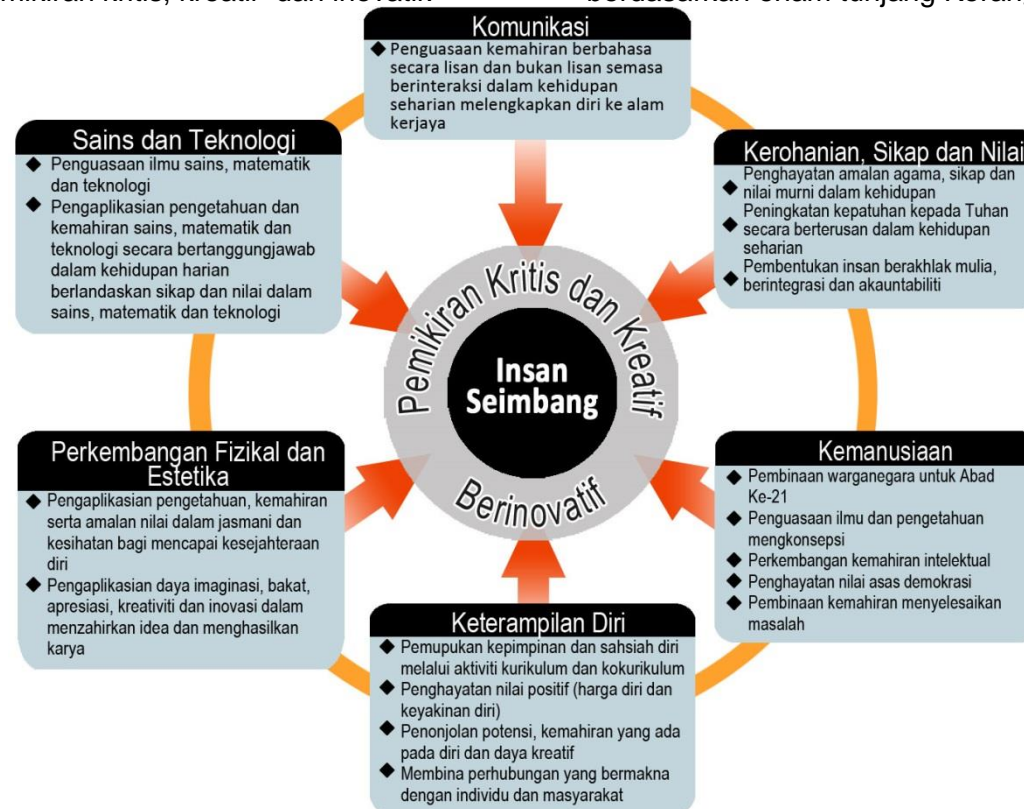 kritis, kreatif dan inovatif
berdasarkan enam tunjang
Komunikasi
◆ Penguasaan kemahiran berbahasa
secara lisan dan bukan lisan semasa
berinteraksi dalam kehidupan
seharian melengkapkan diri ke alam
kerjaya
Sains dan Teknologi
◆ Penguasaan ilmu sains, matematik
dan teknologi
◆ Pengaplikasian pengetahuan dan
kemahiran sains, matematik dan
teknologi secara bertanggungjawab
dalam kehidupan harian
berlandaskan sikap dan nilai dalam
sains, matematik dan teknologi
Kerohanian, Sikap dan Nilai
◆ Penghayatan amalan agama, sikap dan
nilai murni dalam kehidupan
◆ Peningkatan kepatuhan kepada Tuhan
secara berterusan dalam kehidupan
seharian
◆ Pembentukan insan berakhlak mulia,
berintegrasi dan akauntabiliti
Pemikiran Kritis dan Kreatif
Insan
Seimbang
Berinovatif
Perkembangan Fizikal dan
Estetika
◆ Pengaplikasian pengetahuan, kemahiran
serta amalan nilai dalam jasmani dan
kesihatan bagi mencapai kesejahteraan
diri
◆ Pengaplikasian daya imaginasi, bakat,
apresiasi, kreativiti dan inovasi dalam
menzahirkan idea dan menghasilkan
karya
Kemanusiaan
◆ Pembinaan warganegara untuk Abad
Ke-21
◆ Penguasaan ilmu dan pengetahuan
mengkonsepsi
◆ Perkembangan kemahiran intelektual
◆ Penghayatan nilai asas demokrasi
◆ Pembinaan kemahiran menyelesaikan
masalah
Keterampilan Diri
◆ Pemupukan kepimpinan dan sahsiah diri
melalui aktiviti kurikulum dan kokurikulum
◆ Penghayatan nilai positif (harga diri dan
keyakinan diri)
◆ Penonjolan potensi, kemahiran yang ada
pada diri dan daya kreatif
◆ Membina perhubungan yang bermakna
dengan individu dan masyarakat